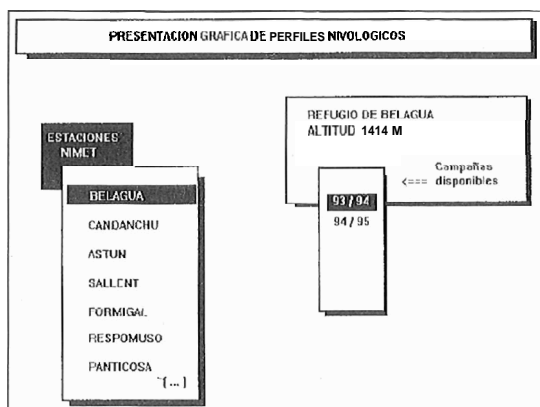 PRESENTACION GRAFICA DE PERFILES NIVOLOGICOS
ESTACIONES
NIMET
BELAGUA
CANDANCHU
ASTUN
SALLENT
FORMIGAL
RESPOMUSO
PANTICOSA
[...]
REFUGIO DE BELAGUA
ALTITUD 1414 M
Campañas
<=== disponibles
93/94
94/95